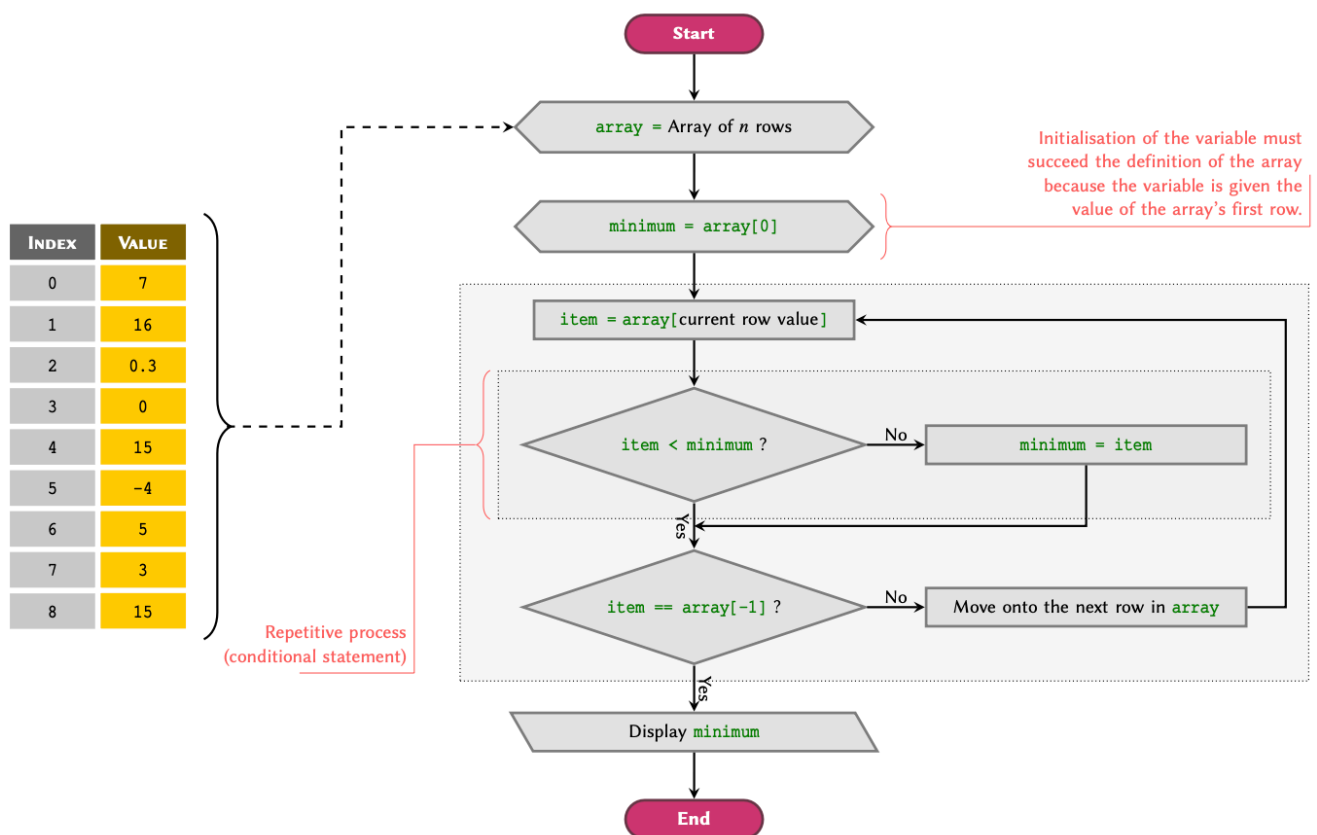 Start
array = Array of n rows
Initialisation of the variable must
succeed the definition of the array
because the variable is given the
value of the array's first row.
minimum = array[0]
INDEX VALUE
0 7
1 16
2 0.3
3 0
4 15
5 -4
6 5
7 3
8 15
item = array[current row value]
item < minimum ?
No
minimum = item
Yes
item == array[-1] ?
No
Move onto the next row in array
Repetitive process
(conditional statement)
Yes
Display minimum
End